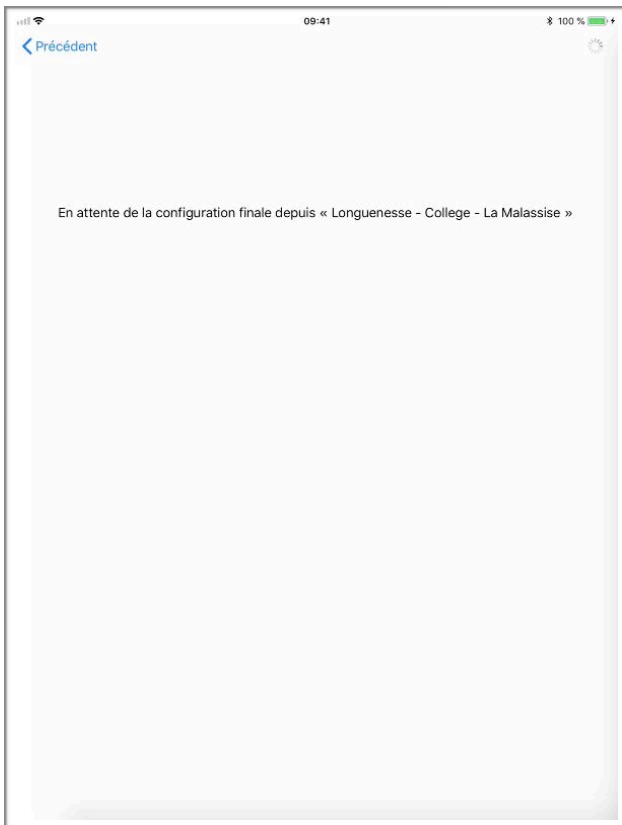 09:41
100 %
Précédent
En attente de la configuration finale depuis « Longuenesse - College - La Malassise »